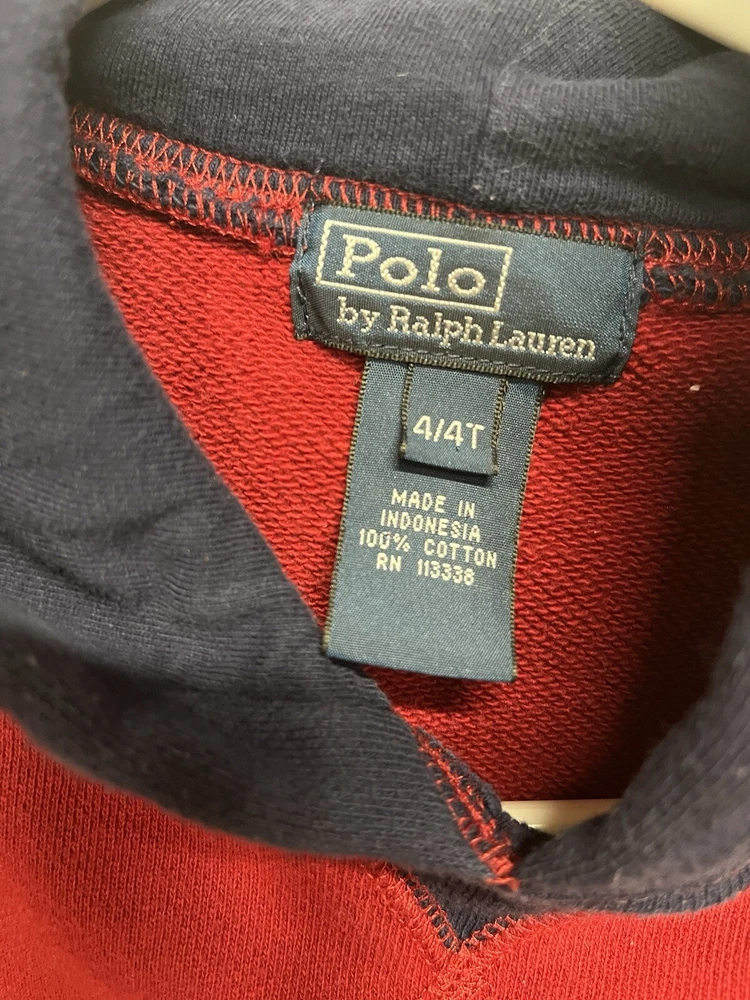 Polo
by Ralph Lauren
4/4T
MADE IN
INDONESIA
100% COTTON
RN 113338